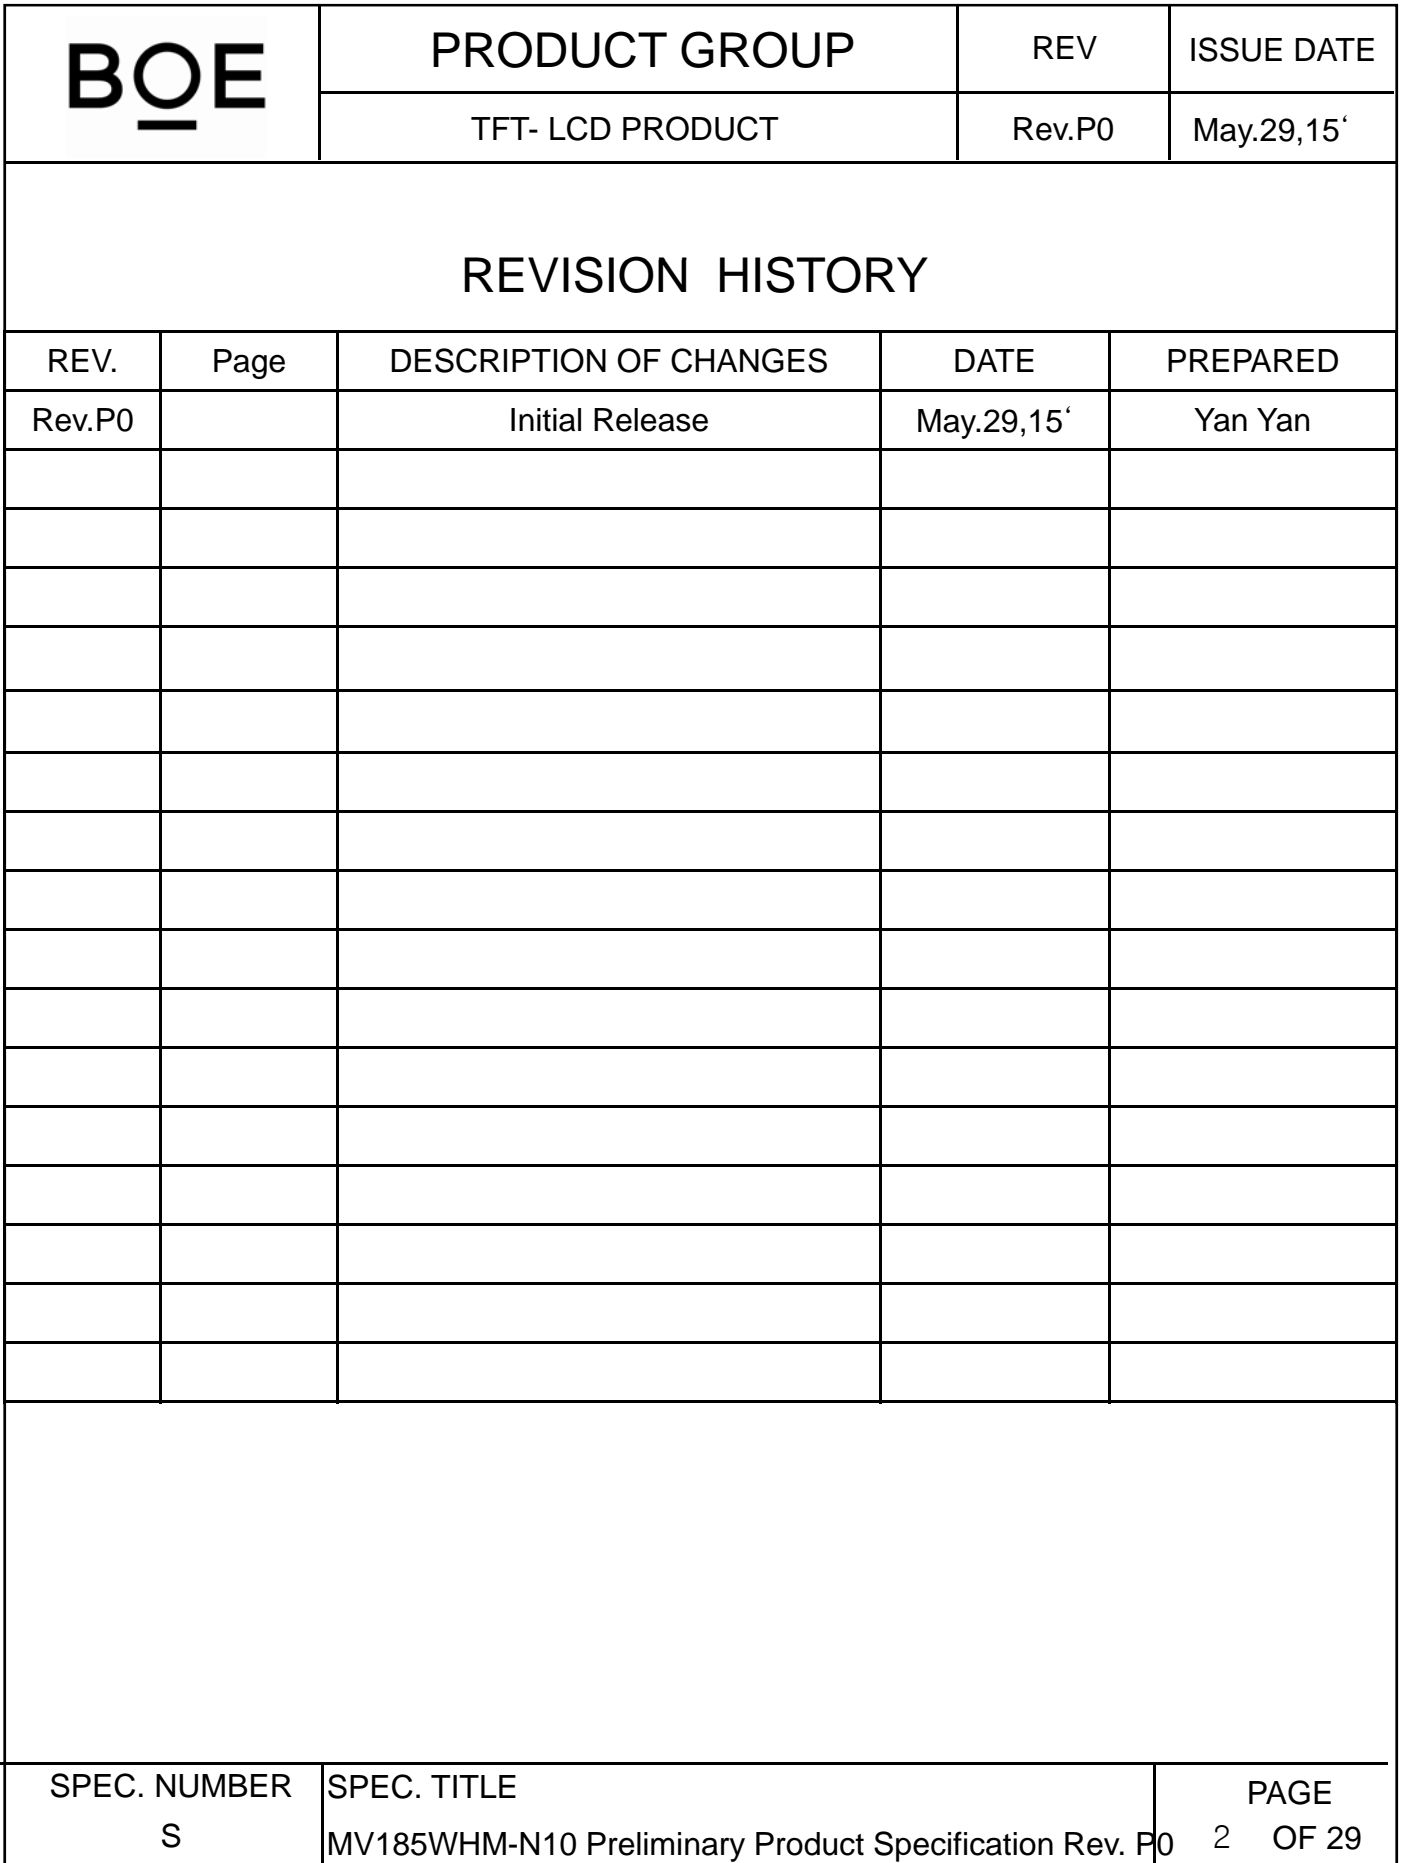 BOE
PRODUCT GROUP
REV
ISSUE DATE
TFT- LCD PRODUCT
Rev.P0
May.29,15‘
REVISION HISTORY
REV.
Page
DESCRIPTION OF CHANGES
DATE
PREPARED
Rev.P0
Initial Release
May.29,15‘
Yan Yan
SPEC. NUMBER
S
SPEC. TITLE
MV185WHM-N10 Preliminary Product Specification Rev. P0
PAGE
2 OF 29